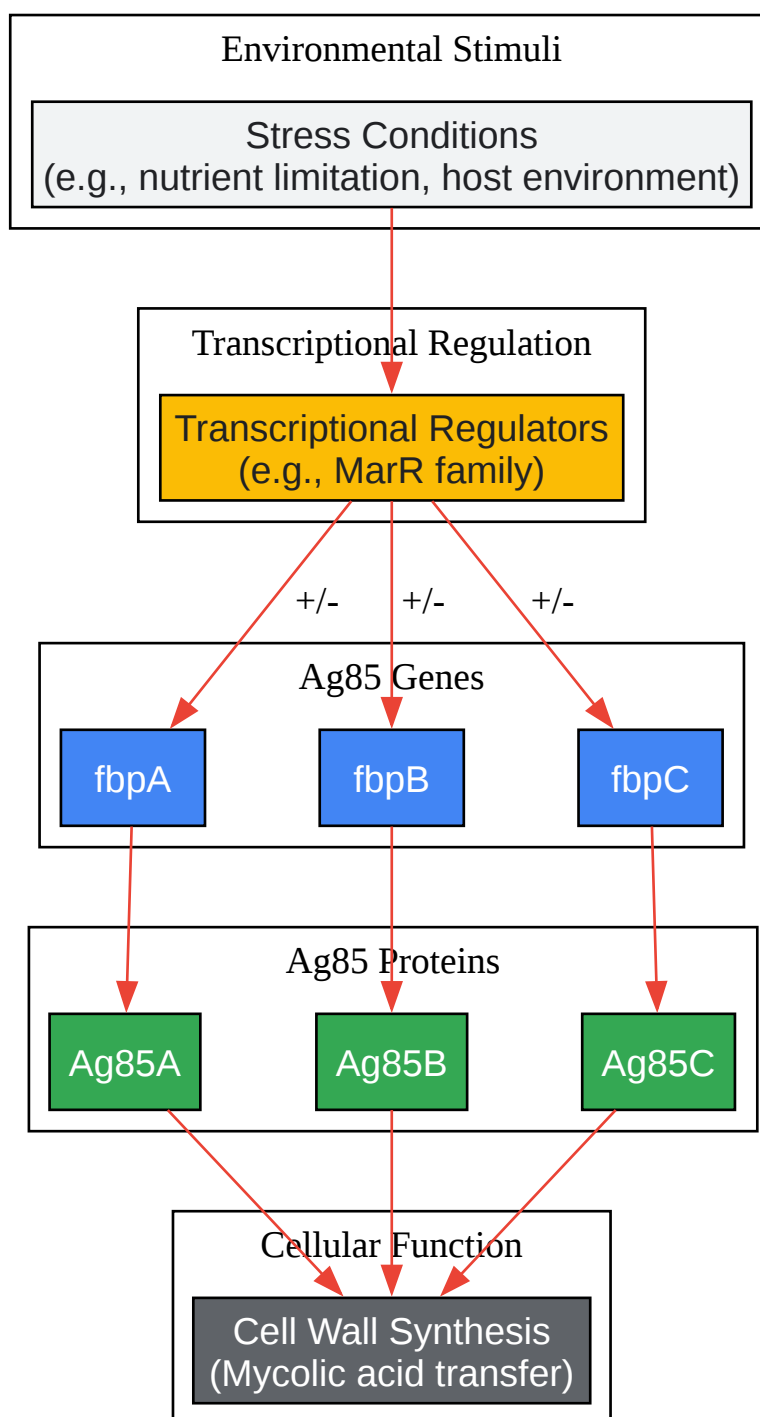 Environmental Stimuli
Stress Conditions
(e.g., nutrient limitation, host environment)
Transcriptional Regulation
Transcriptional Regulators
(e.g., MarR family)
+/- +/- +/-
Ag85 Genes
fbpA fbpB fbpC
Ag85 Proteins
Ag85A Ag85B Ag85C
Cellular Function
Cell Wall Synthesis
(Mycolic acid transfer)